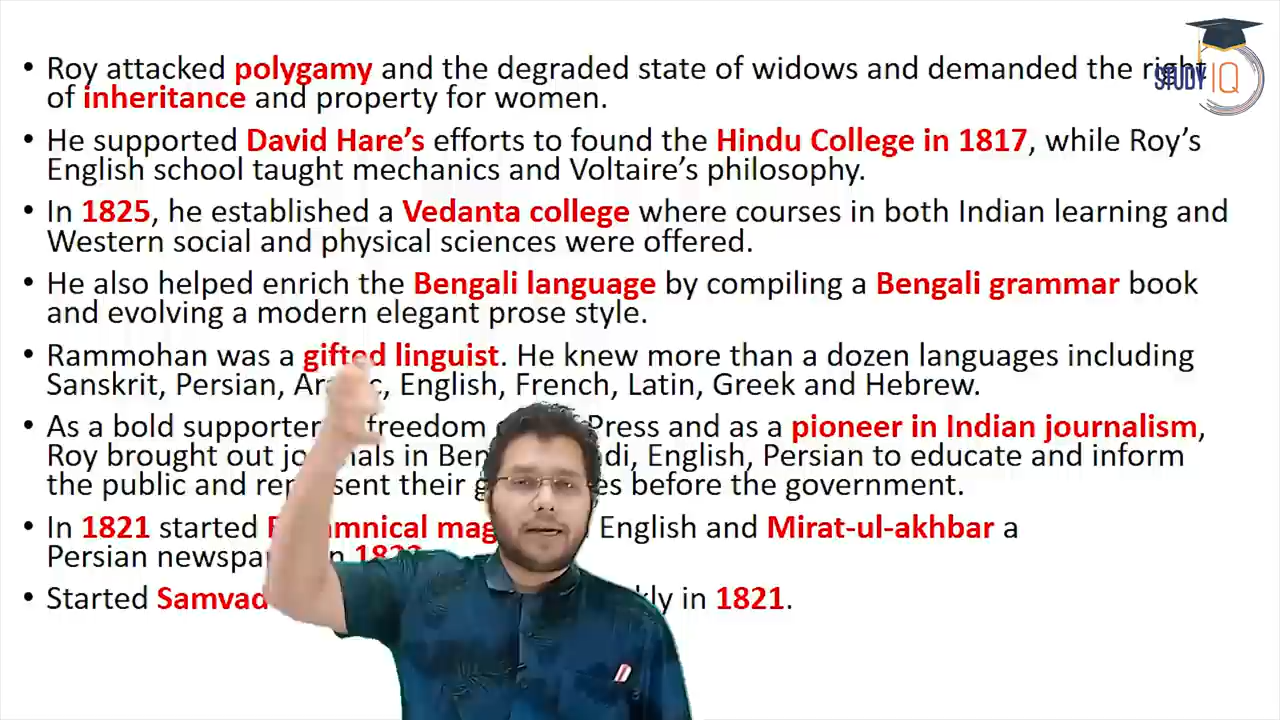 • Roy attacked polygamy and the degraded state of widows and demanded the right
of inheritance and property for women.
• He supported David Hare's efforts to found the Hindu College in 1817, while Roy's
English school taught mechanics and Voltaire's philosophy.
• In 1825, he established a Vedanta college where courses in both Indian learning and
Western social and physical sciences were offered.
• He also helped enrich the Bengali language by compiling a Bengali grammar book
and evolving a modern elegant prose style.
• Rammohan was a gifted linguist. He knew more than a dozen languages including
Sanskrit, Persian, Arabic, English, French, Latin, Greek and Hebrew.
• As a bold supporter freedom Press and as a pioneer in Indian journalism,
Roy brought out journals in English, Persian to educate and inform
the public and represent their before the government.
• In 1821 started English and Mirat-ul-akhbar a
Persian
• Started in 1821.
STUDY IQ